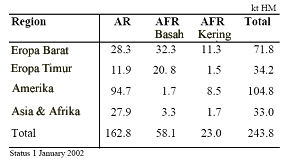 kt HM
Region AR AFR AFR Total
Basah Kering
Eropa Barat 28.3 32.3 11.3 71.8
Eropa Timur 11.9 20. 8 1.5 34.2
Amerika 94.7 1.7 8.5 104.8
Asia & Afrika 27.9 3.3 1.7 33.0
Total 162.8 58.1 23.0 243.8
Status 1 January 2002